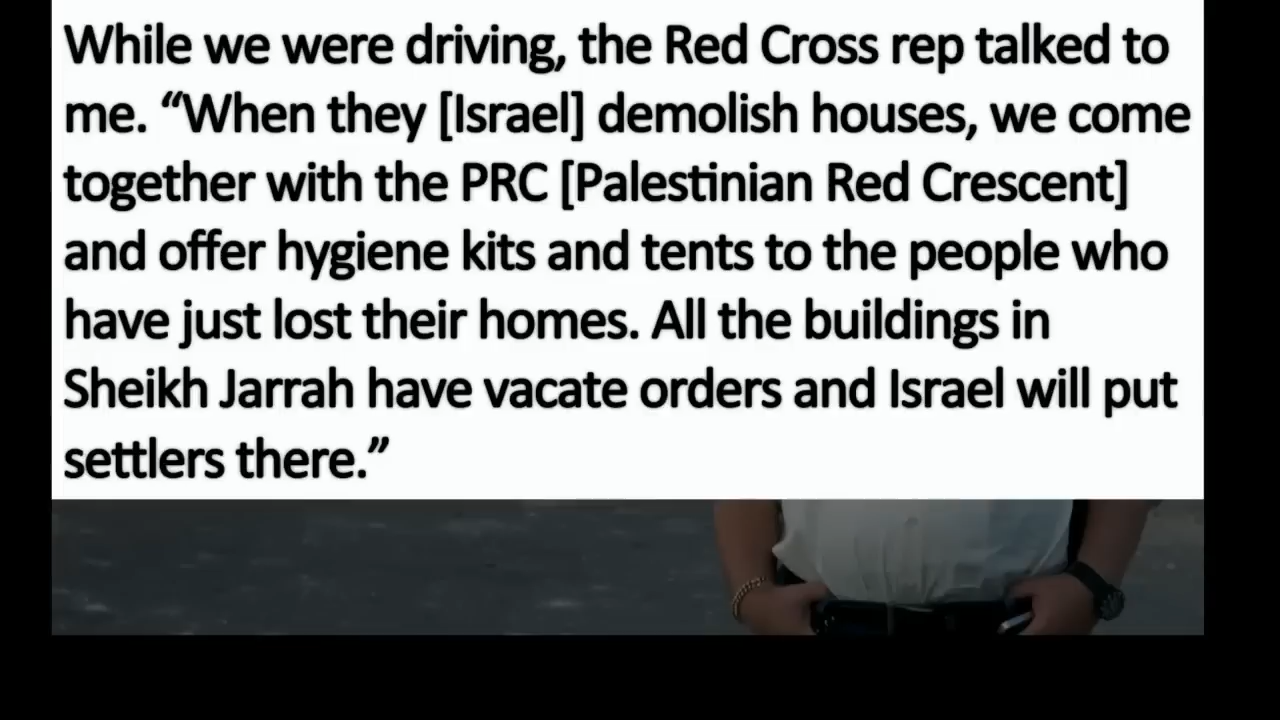 While we were driving, the Red Cross rep talked to
me. “When they [Israel] demolish houses, we come
together with the PRC [Palestinian Red Crescent]
and offer hygiene kits and tents to the people who
have just lost their homes. All the buildings in
Sheikh Jarrah have vacate orders and Israel will put
settlers there.”